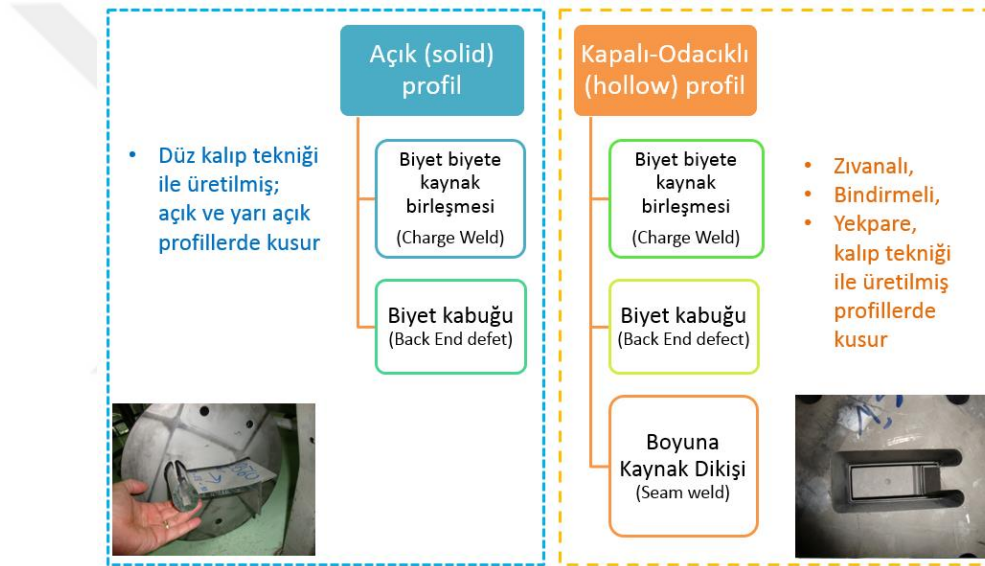 Açık (solid)
profil
• Düz kalıp tekniği
ile üretilmiş;
açık ve yarı açık
profillerde kusur
Biyet biyete
kaynak
birleşmesi
(Charge Weld)
Biyet kabuğu
(Back End defet)
Kapalı-Odacıklı
(hollow) profil
Biyet biyete
kaynak
birleşmesi
(Charge Weld)
Biyet kabuğu
(Back End defect)
Boyuna
Kaynak Dikişi
(Seam weld)
• Zıvanalı,
• Bindirmeli,
• Yekpare,
kalıp tekniği
ile üretilmiş
profillerde
kusur